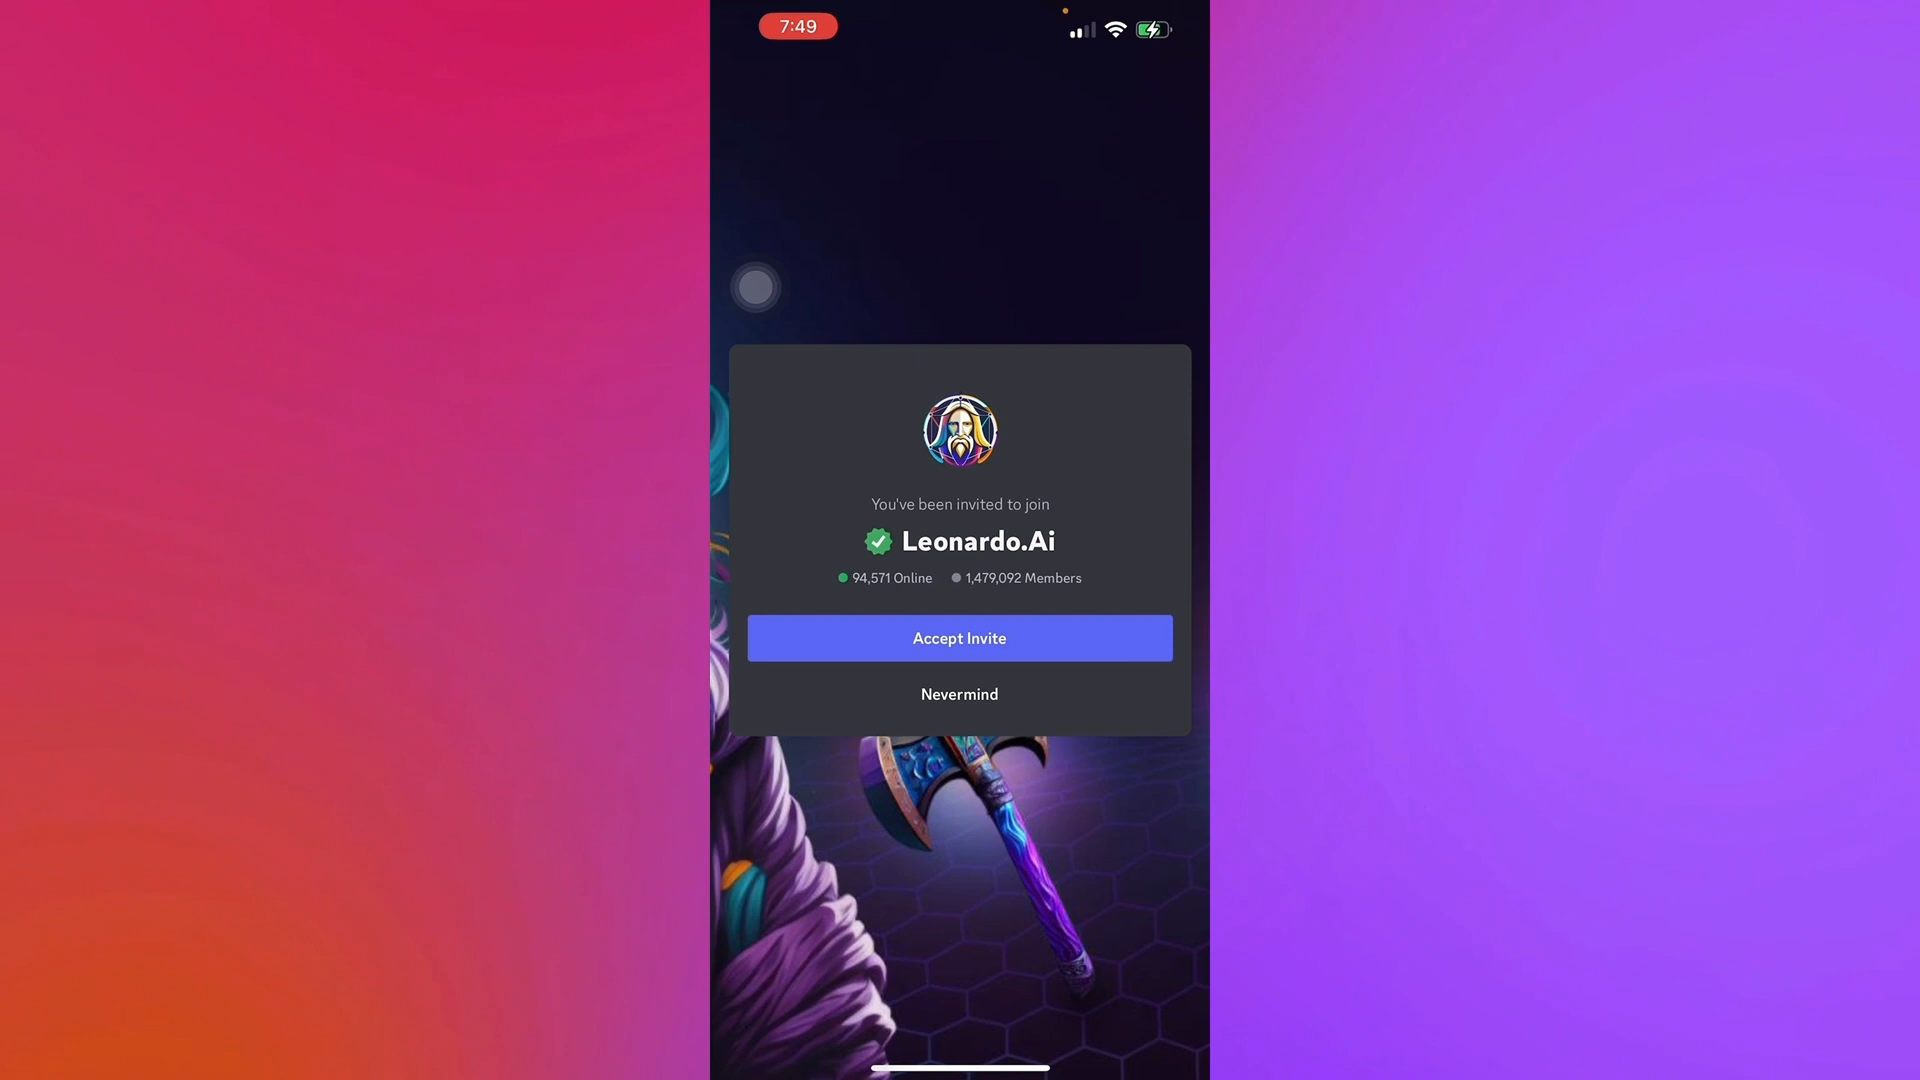 7:49
You've been invited to join
Leonardo.Ai
94,571 Online 1,479,092 Members
Accept Invite
Nevermind